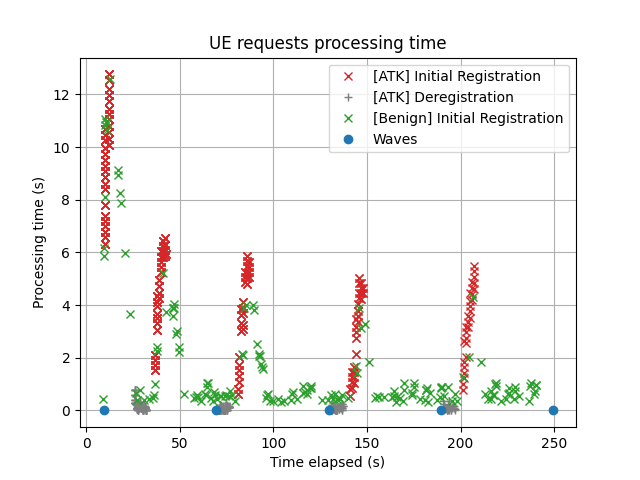 UE requests processing time
[ATK] Initial Registration
[ATK] Deregistration
[Benign] Initial Registration
Waves
Processing time (s)
12
10
8
6
4
2
0
0 50 100 150 200 250
Time elapsed (s)